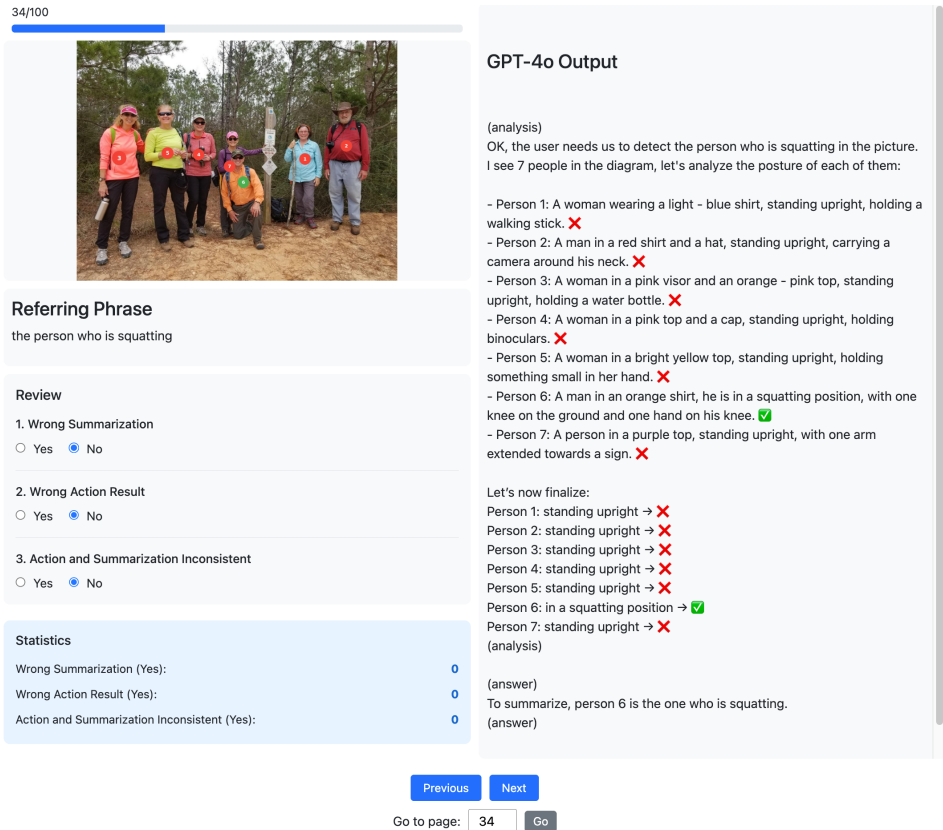 34/100
3
5
4
7
6
1
2
Referring Phrase
the person who is squatting
Review
1. Wrong Summarization
Yes No
2. Wrong Action Result
Yes No
3. Action and Summarization Inconsistent
Yes No
Statistics
Wrong Summarization (Yes): 0
Wrong Action Result (Yes): 0
Action and Summarization Inconsistent (Yes): 0
GPT-4o Output
(analysis)
OK, the user needs us to detect the person who is squatting in the picture.
I see 7 people in the diagram, let's analyze the posture of each of them:
- Person 1: A woman wearing a light - blue shirt, standing upright, holding a
walking stick. ❌
- Person 2: A man in a red shirt and a hat, standing upright, carrying a
camera around his neck. ❌
- Person 3: A woman in a pink visor and an orange - pink top, standing
upright, holding a water bottle. ❌
- Person 4: A woman in a pink top and a cap, standing upright, holding
binoculars. ❌
- Person 5: A woman in a bright yellow top, standing upright, holding
something small in her hand. ❌
- Person 6: A man in an orange shirt, he is in a squatting position, with one
knee on the ground and one hand on his knee. ✅
- Person 7: A person in a purple top, standing upright, with one arm
extended towards a sign. ❌
Let's now finalize:
Person 1: standing upright → ❌
Person 2: standing upright → ❌
Person 3: standing upright → ❌
Person 4: standing upright → ❌
Person 5: standing upright → ❌
Person 6: in a squatting position → ✅
Person 7: standing upright → ❌
(analysis)
(answer)
To summarize, person 6 is the one who is squatting.
(answer)
Previous Next
Go to page: 34 Go